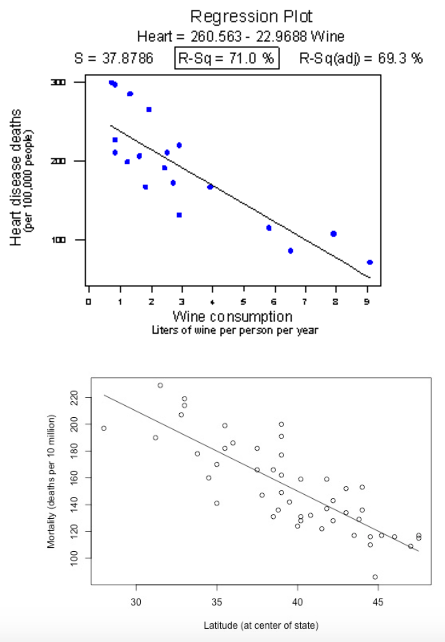 Regression Plot
Heart = 260.563 - 22.9688 Wine
S = 37.8786 R-Sq = 71.0 % R-Sq(adj) = 69.3 %
Heart disease deaths
(per 100,000 people)
300
200
100
0 1 2 3 4 5 6 7 8 9
Wine consumption
Liters of wine per person per year
Mortality (deaths per 10 million)
220
200
180
160
140
120
100
30 35 40 45
Latitude (at center of state)